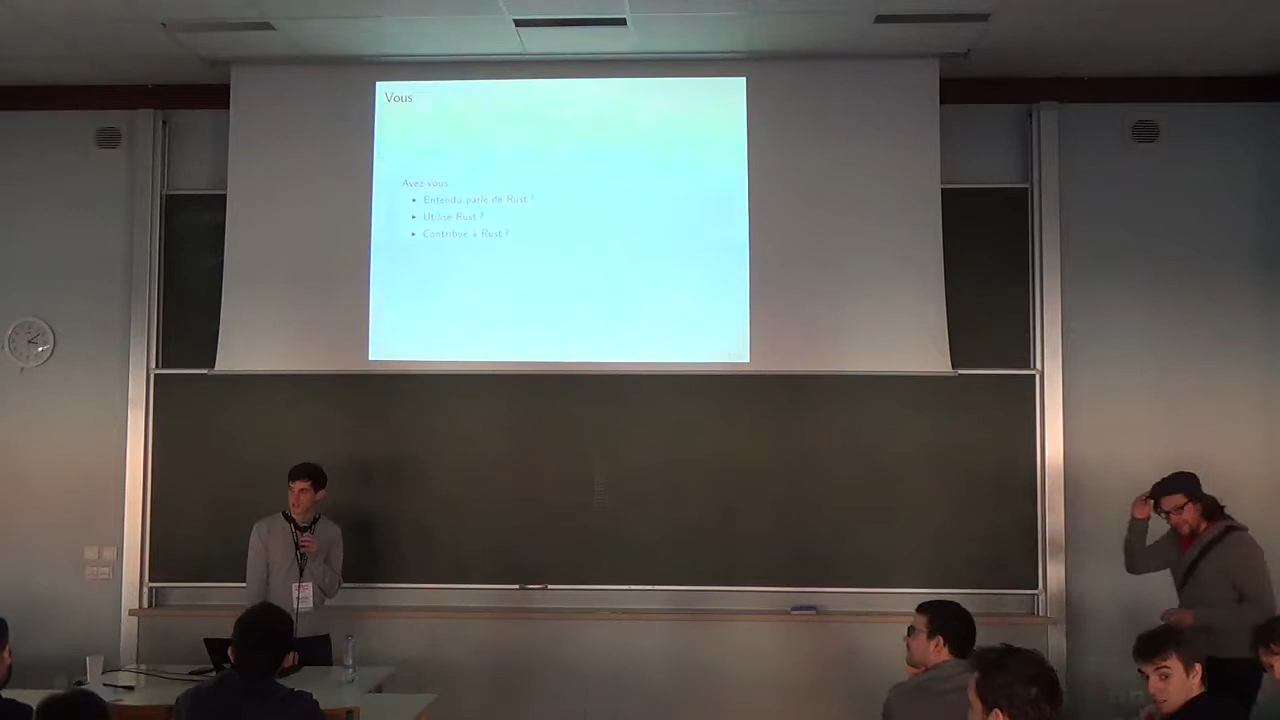 Vous
Avez-vous
Entendu parlé de Rust ?
Utilisé Rust ?
Contribué à Rust ?